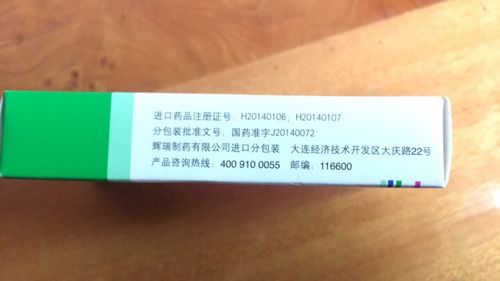 进口药品注册证号：H20140106，H20140107
分包装批准文号：国药准字J20140072
辉瑞制药有限公司进口分包装 大连经济技术开发区大庆路22号
产品咨询热线：400 910 0055 邮编：116600